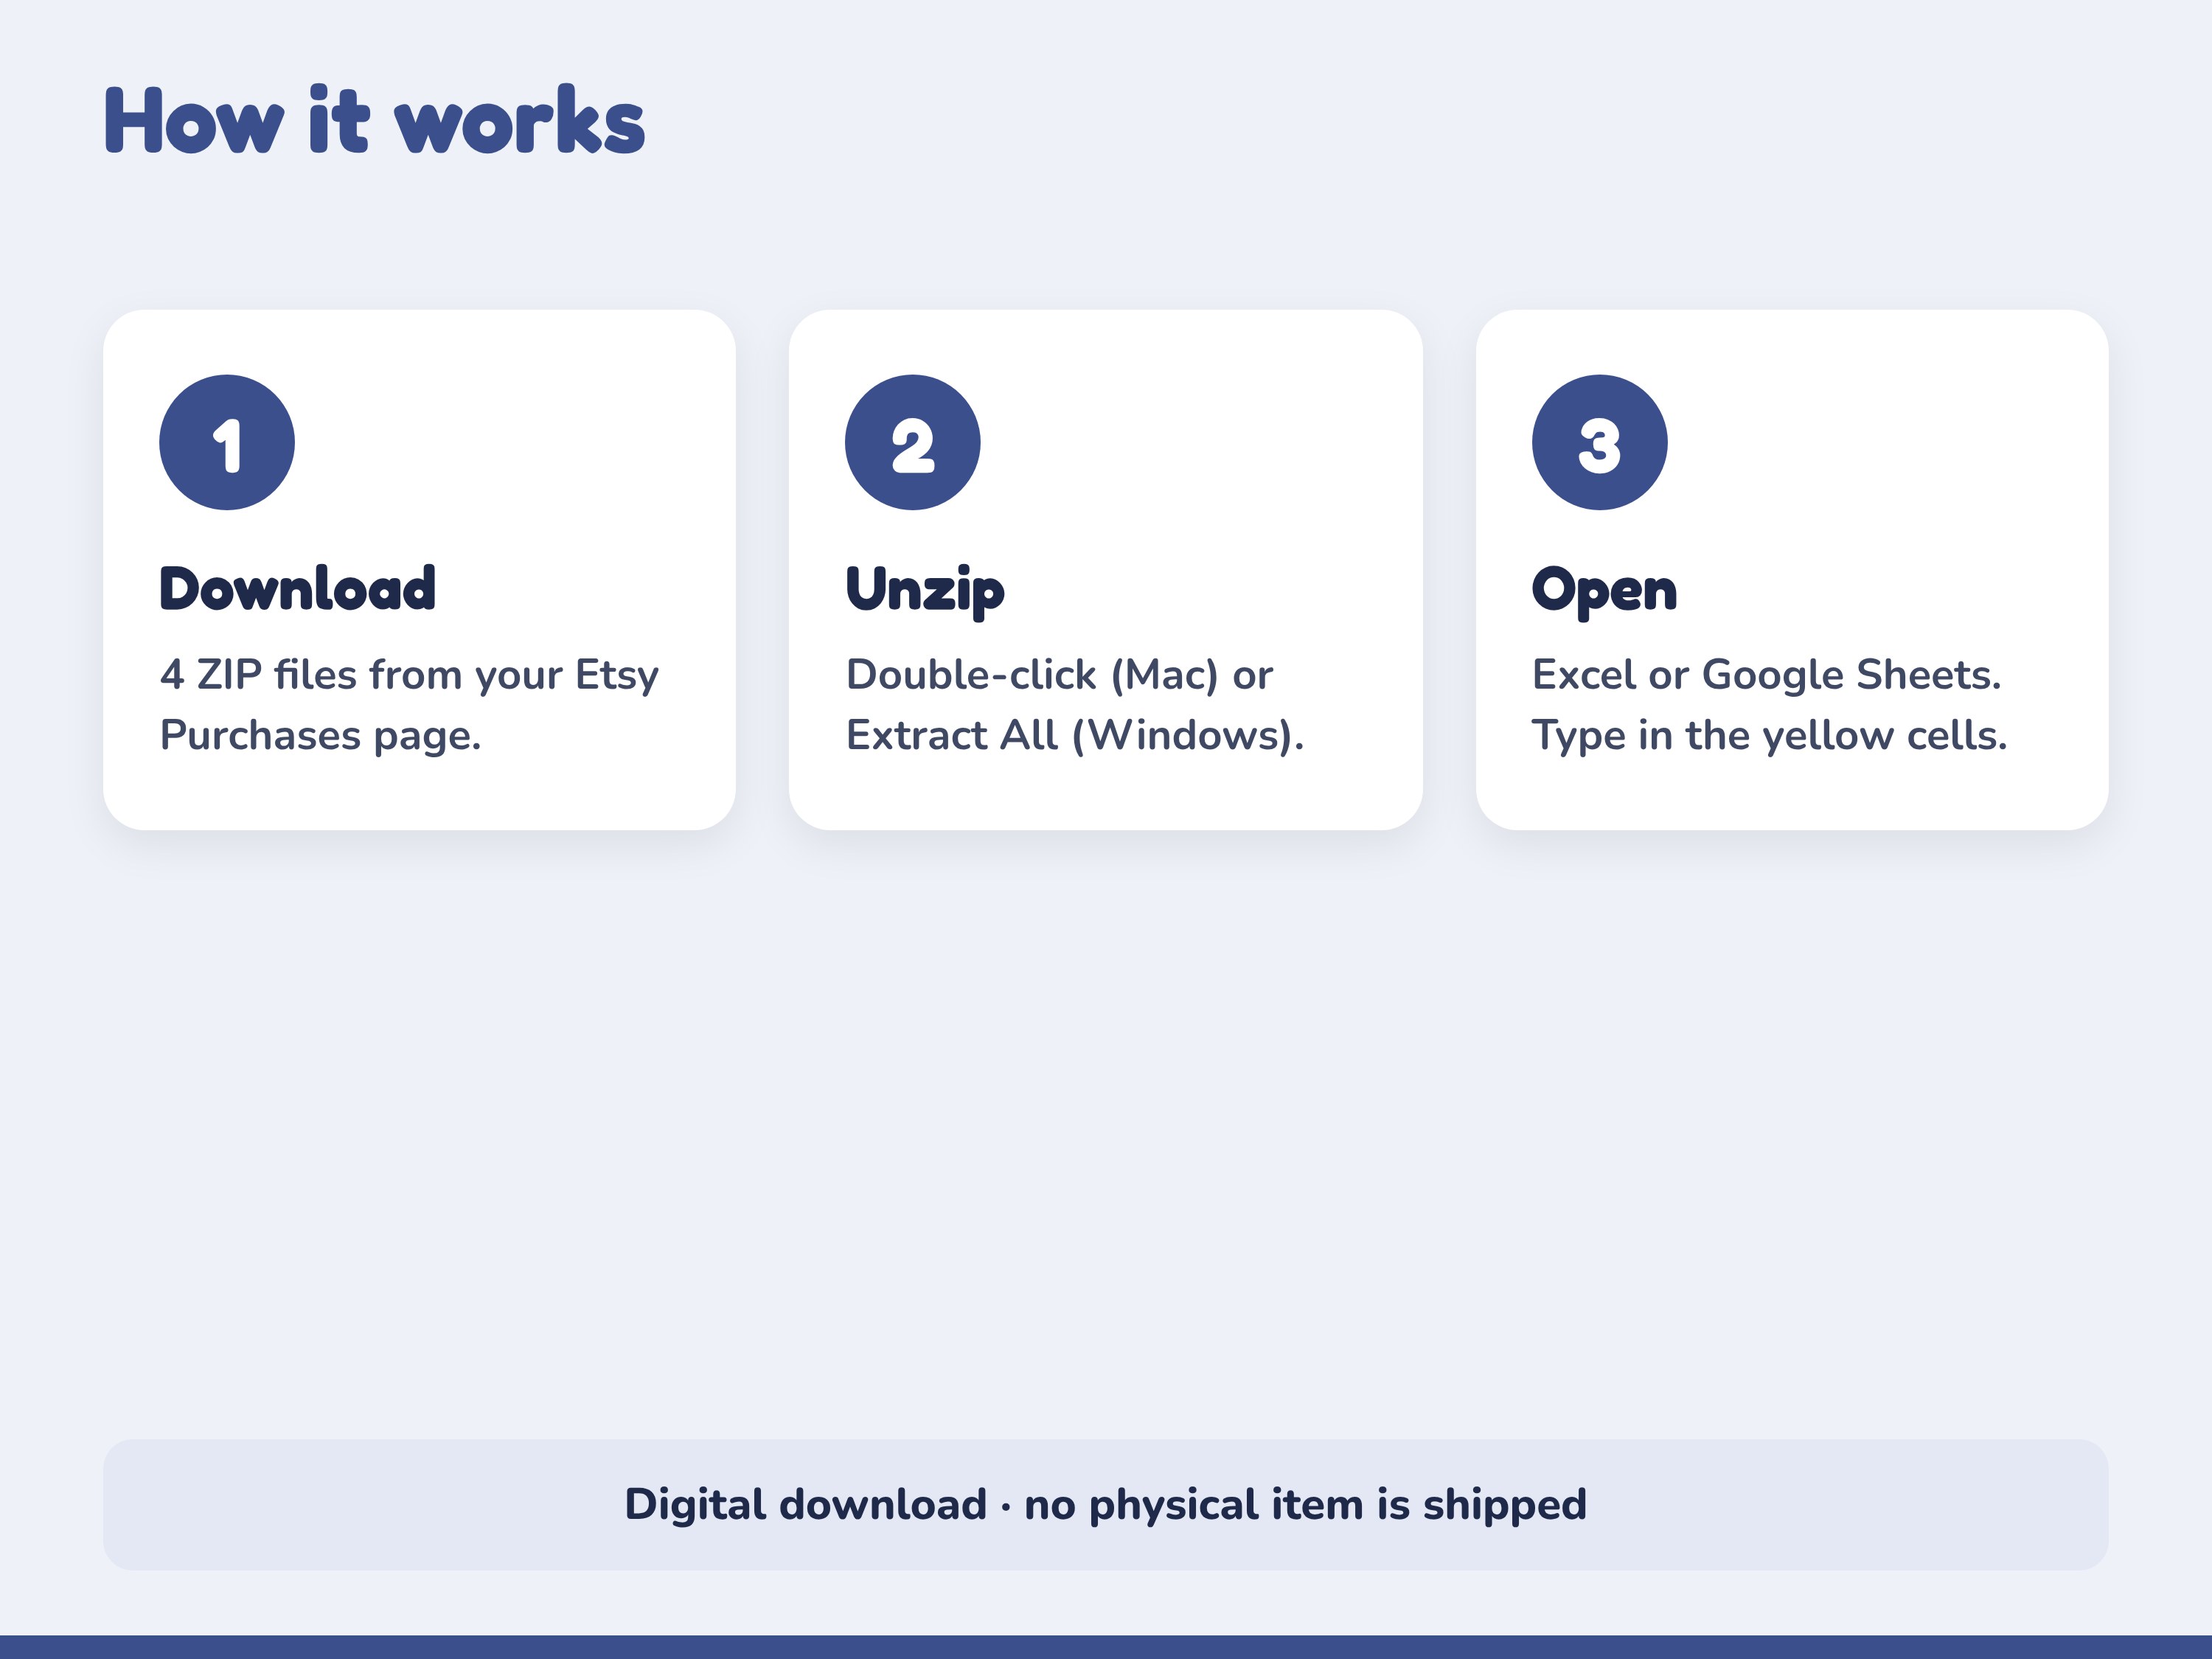 How it works
1
Download
4 ZIP files from your Etsy
Purchases page.
2
Unzip
Double-click (Mac) or
Extract All (Windows).
3
Open
Excel or Google Sheets.
Type in the yellow cells.
Digital download · no physical item is shipped